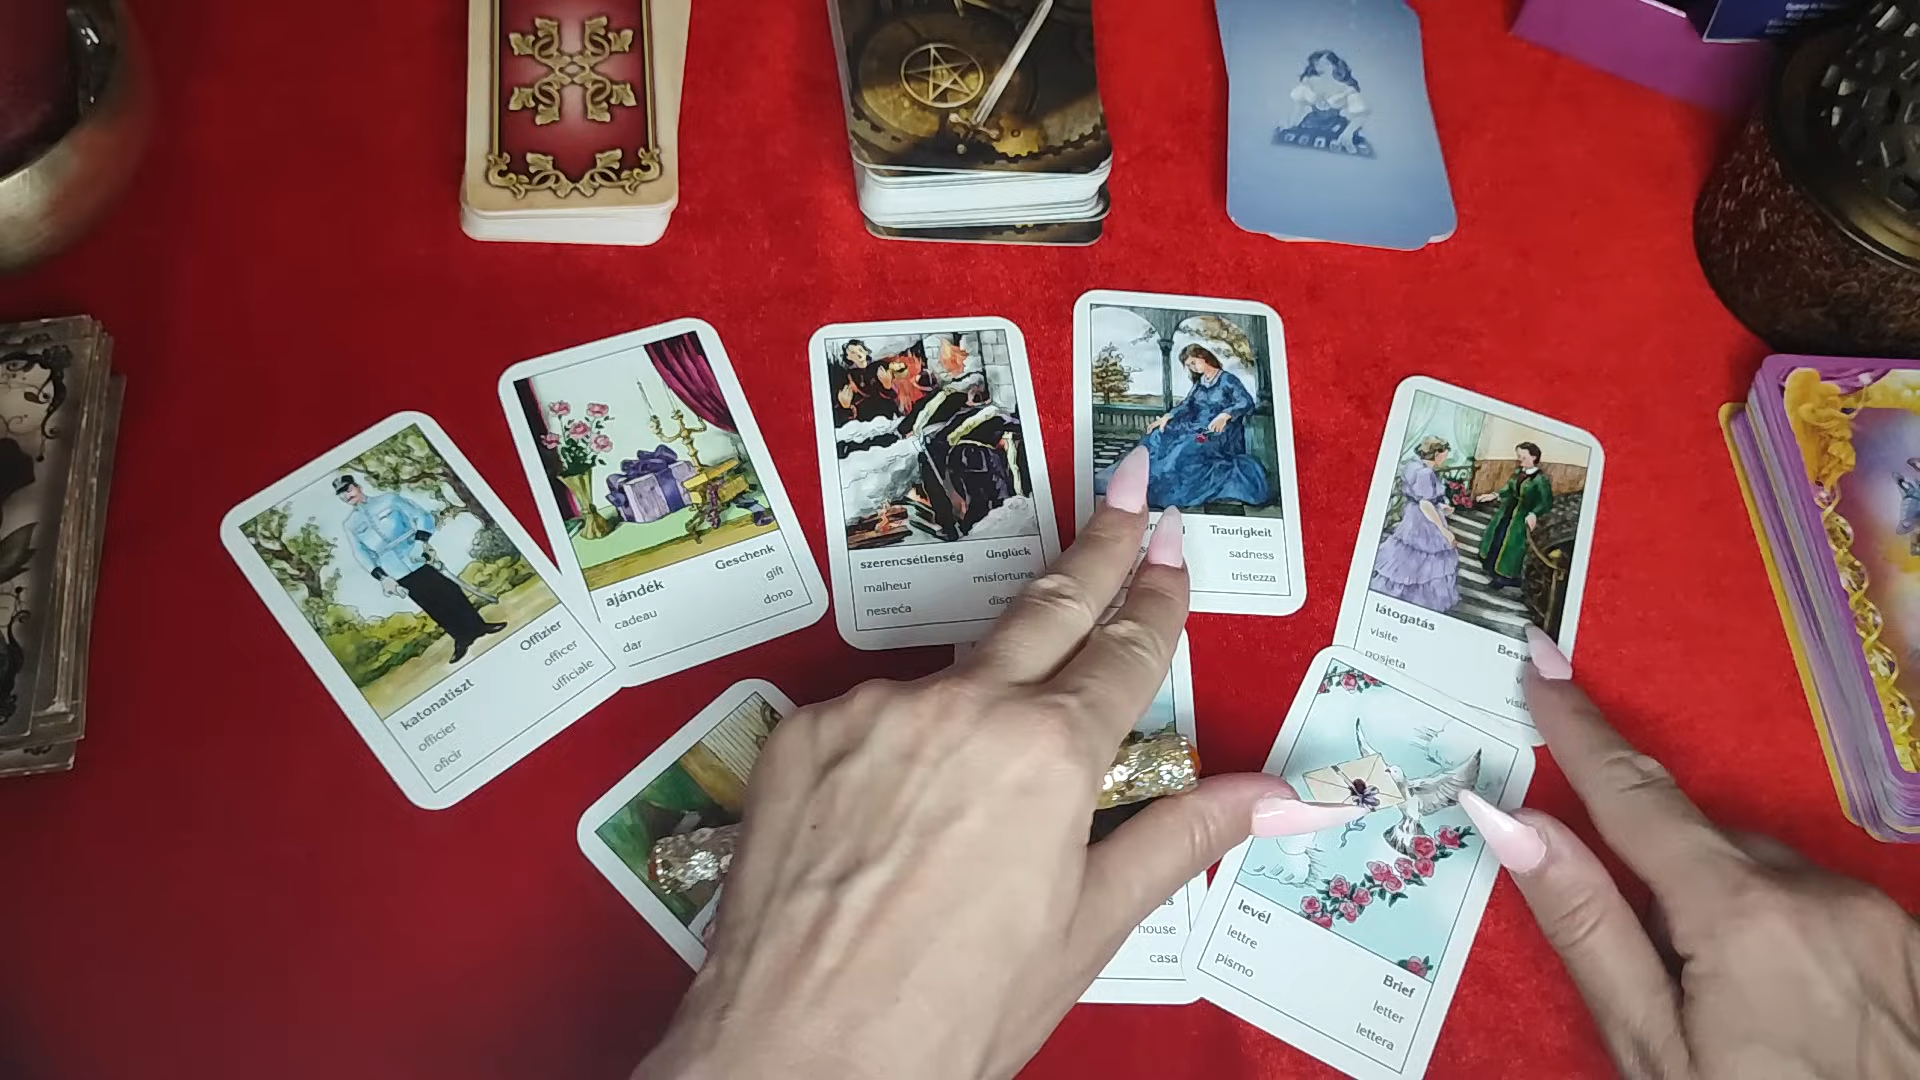 katonatiszt
Offizier
officier
officer
oficir
ufficiale
ajándék
Geschenk
cadeau
gift
dar
dono
szerencsétlenség
Unglück
malheur
misfortune
nesreća
Traurigkeit
sadness
tristezza
látogatás
visite
posjeta
house
casa
levél
Brief
lettre
letter
pismo
lettera